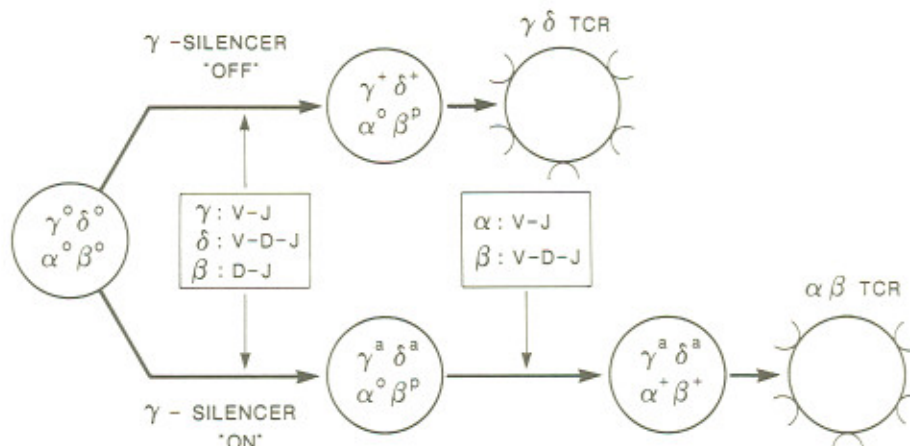 γ -SILENCER
"OFF"
γ δ TCR
γ⁺ δ⁺
α° βᵖ
γ° δ°
α° β°
γ : V-J
δ : V-D-J
β : D-J
α : V-J
β : V-D-J
α β TCR
γᵃ δᵃ
α° βᵖ
γᵃ δᵃ
α⁺ β⁺
γ - SILENCER
"ON"